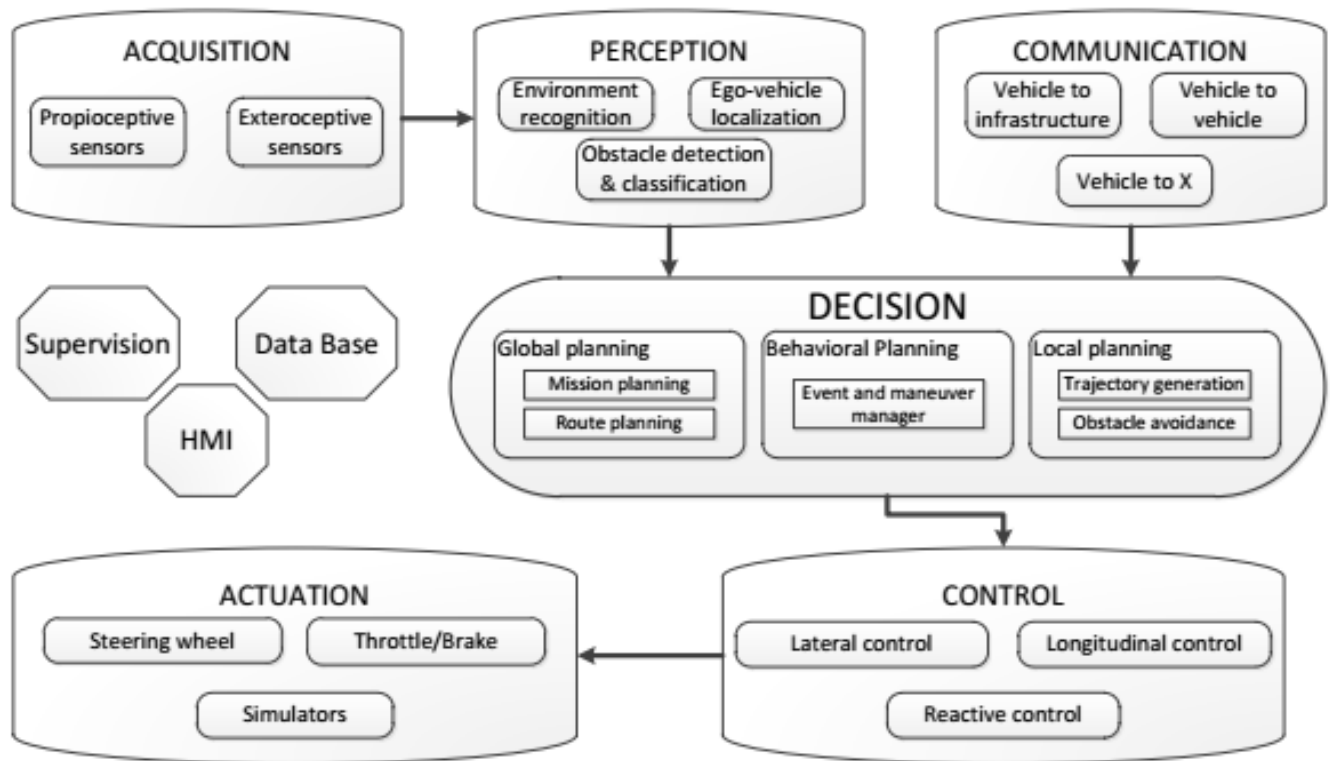 ACQUISITION
Propioceptive
sensors
Exteroceptive
sensors
PERCEPTION
Environment
recognition
Ego-vehicle
localization
Obstacle detection
& classification
COMMUNICATION
Vehicle to
infrastructure
Vehicle to
vehicle
Vehicle to X
Supervision
Data Base
HMI
DECISION
Global planning
Mission planning
Route planning
Behavioral Planning
Event and maneuver
manager
Local planning
Trajectory generation
Obstacle avoidance
ACTUATION
Steering wheel
Throttle/Brake
Simulators
CONTROL
Lateral control
Longitudinal control
Reactive control